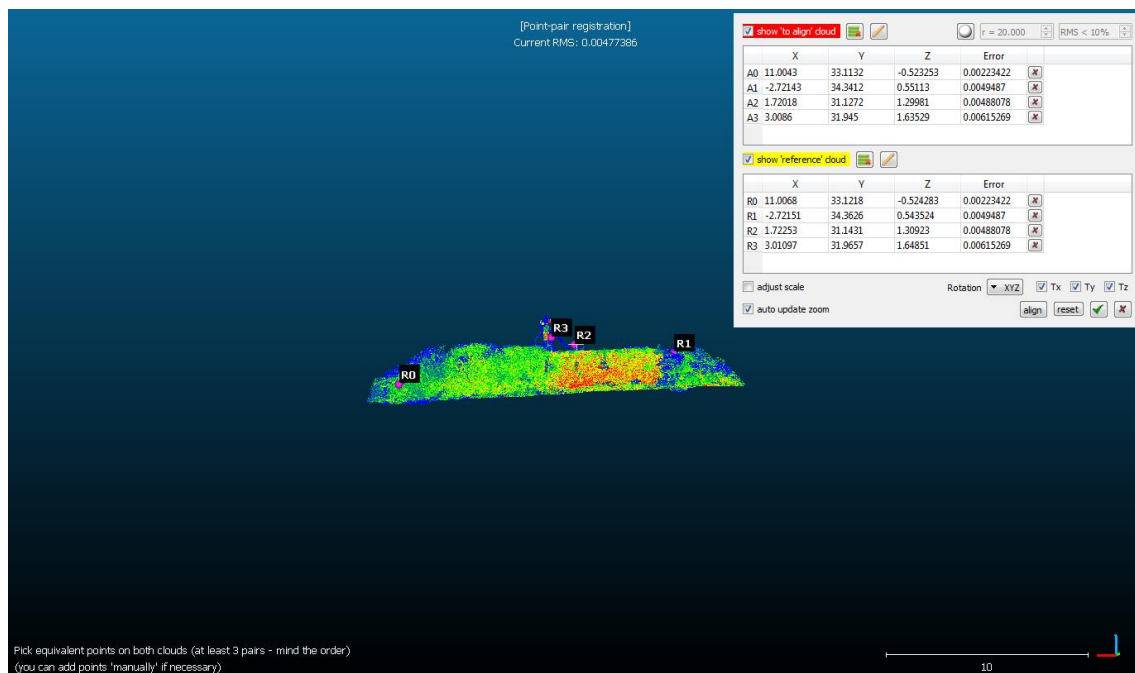 [Point-pair registration]
Current RMS: 0.00477386
show 'to align' cloud r = 20.000 RMS < 10%
X Y Z Error
A0 11.0043 33.1132 -0.523253 0.00223422
A1 -2.72143 34.3412 0.55113 0.0049487
A2 1.72018 31.1272 1.29981 0.00488078
A3 3.0086 31.945 1.63529 0.00615269
show 'reference' cloud
X Y Z Error
R0 11.0068 33.1218 -0.524283 0.00223422
R1 -2.72151 34.3626 0.543524 0.0049487
R2 1.72253 31.1431 1.30923 0.00488078
R3 3.01097 31.9657 1.64851 0.00615269
adjust scale Rotation XYZ Tx Ty Tz
auto update zoom align reset
R3
R2
R1
R0
Pick equivalent points on both clouds (at least 3 pairs - mind the order)
(you can add points 'manually' if necessary)
10